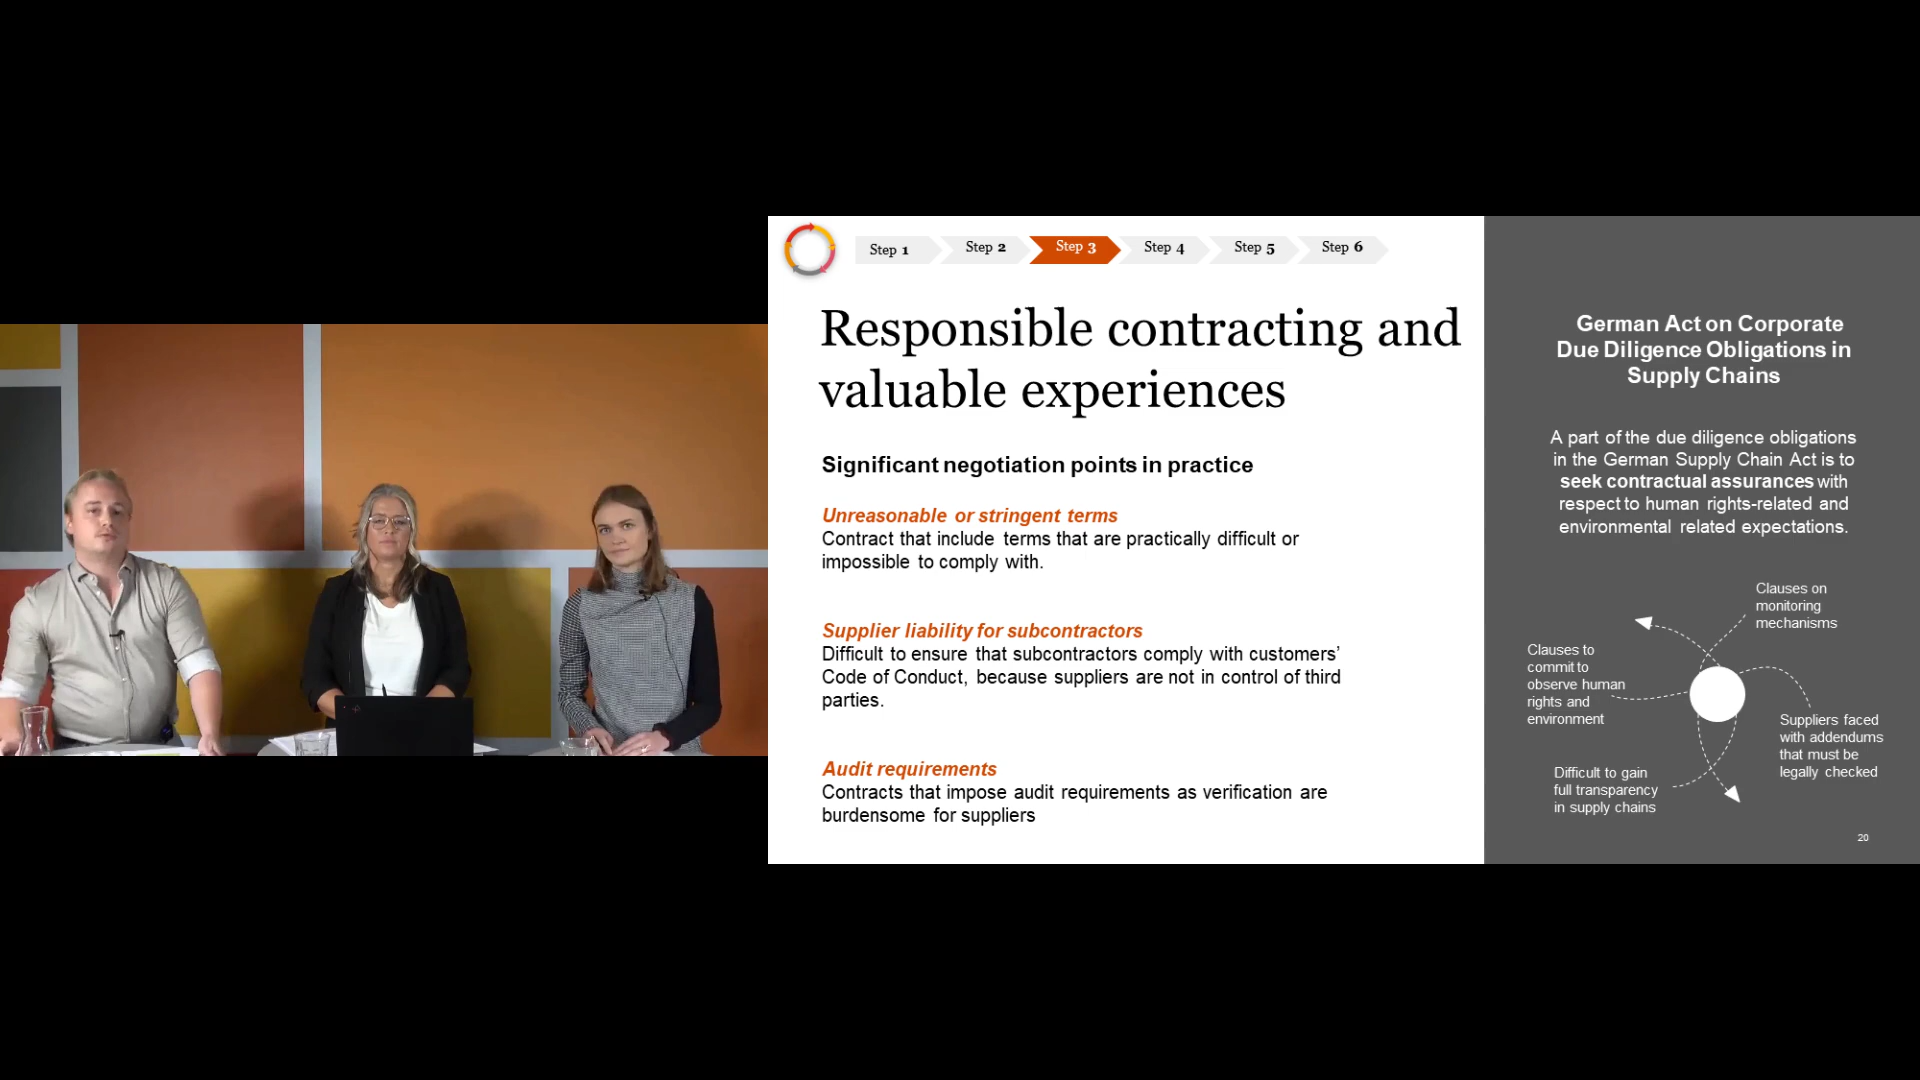 Step 1
Step 2
Step 3
Step 4
Step 5
Step 6
Responsible contracting and
valuable experiences
Significant negotiation points in practice
Unreasonable or stringent terms
Contract that include terms that are practically difficult or
impossible to comply with.
Supplier liability for subcontractors
Difficult to ensure that subcontractors comply with customers’
Code of Conduct, because suppliers are not in control of third
parties.
Audit requirements
Contracts that impose audit requirements as verification are
burdensome for suppliers
German Act on Corporate
Due Diligence Obligations in
Supply Chains
A part of the due diligence obligations
in the German Supply Chain Act is to
seek contractual assurances with
respect to human rights-related and
environmental related expectations.
Clauses on
monitoring
mechanisms
Clauses to
commit to
observe human
rights and
environment
Suppliers faced
with addendums
that must be
legally checked
Difficult to gain
full transparency
in supply chains
20